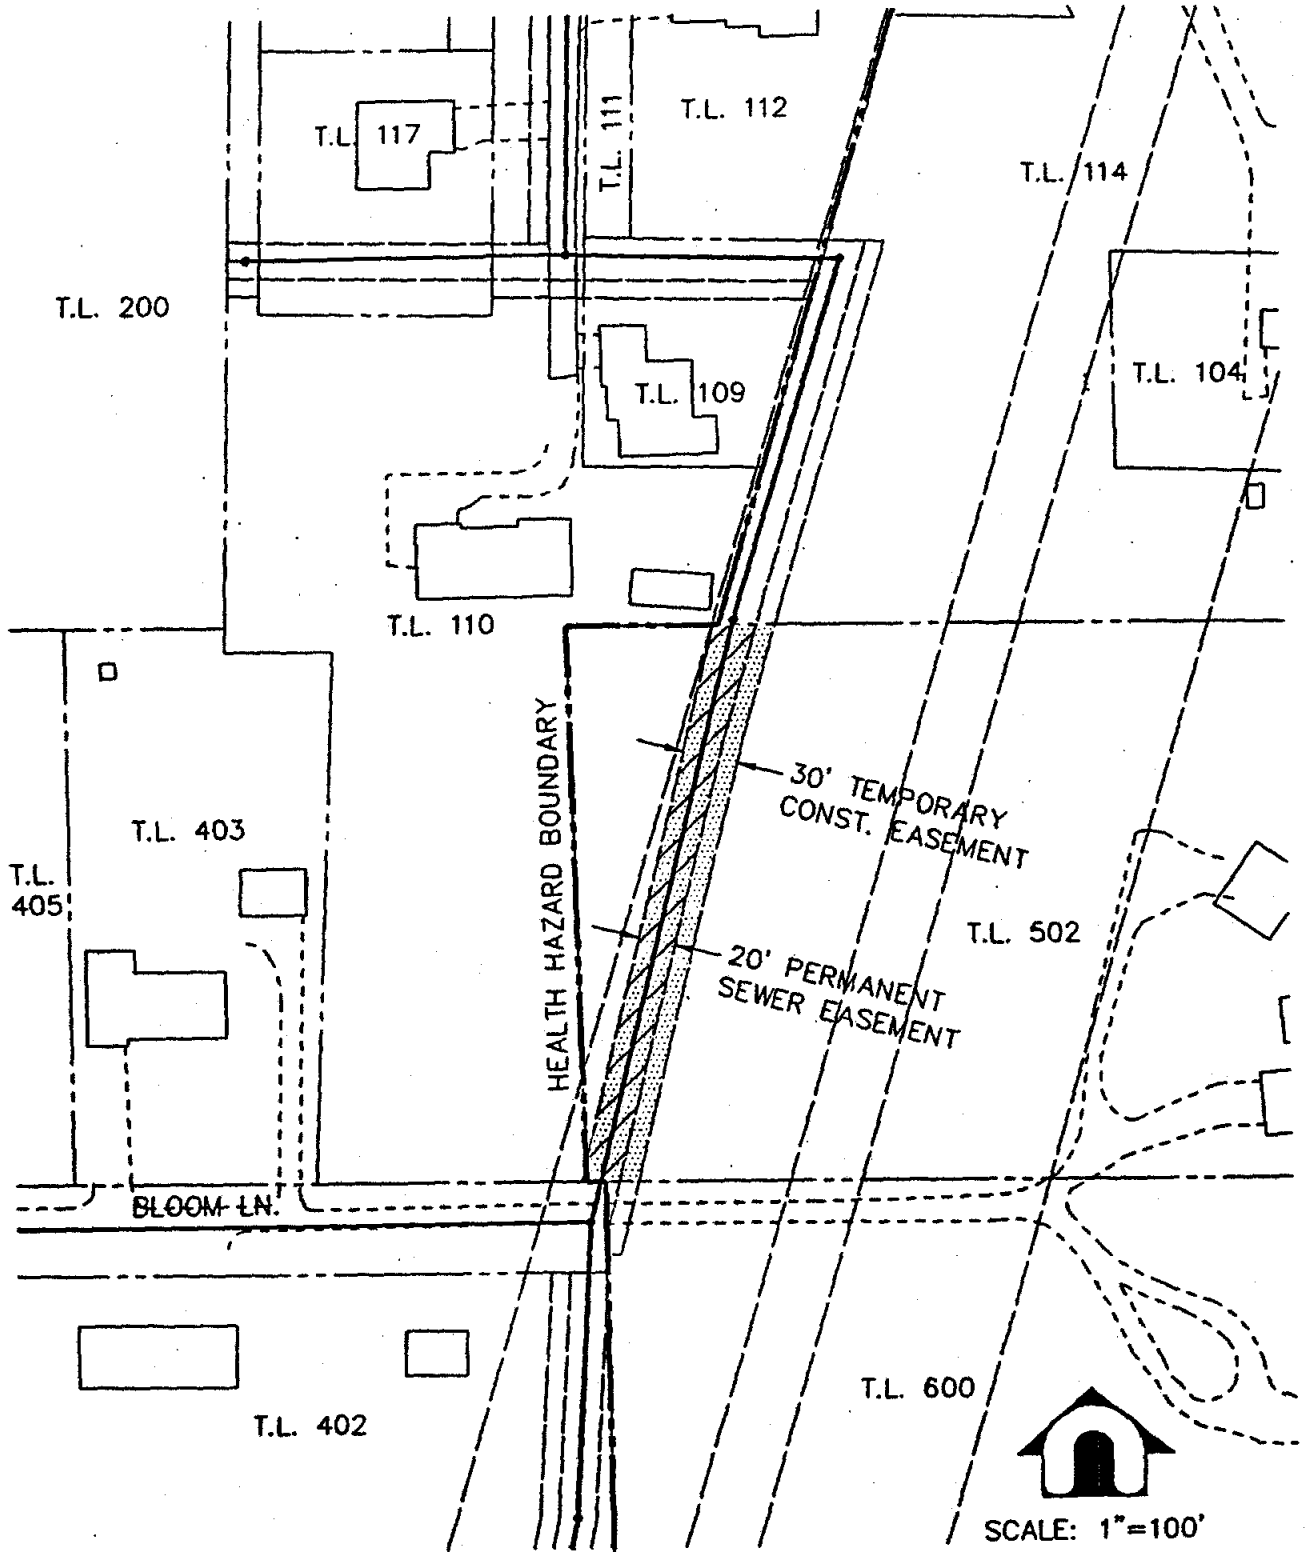 T.L. 117
T.L. 111
T.L. 112
T.L. 114
T.L. 200
T.L. 109
T.L. 104
T.L. 110
HEALTH HAZARD BOUNDARY
30' TEMPORARY
CONST. EASEMENT
T.L. 403
T.L.
405
T.L. 502
20' PERMANENT
SEWER EASEMENT
BLOOM LN.
T.L. 600
T.L. 402
SCALE: 1"=100'